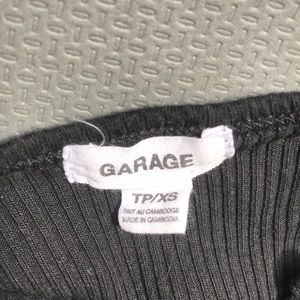 GARAGE
TP/XS
FAIT AU CAMBODGE
MADE IN CAMBODIA